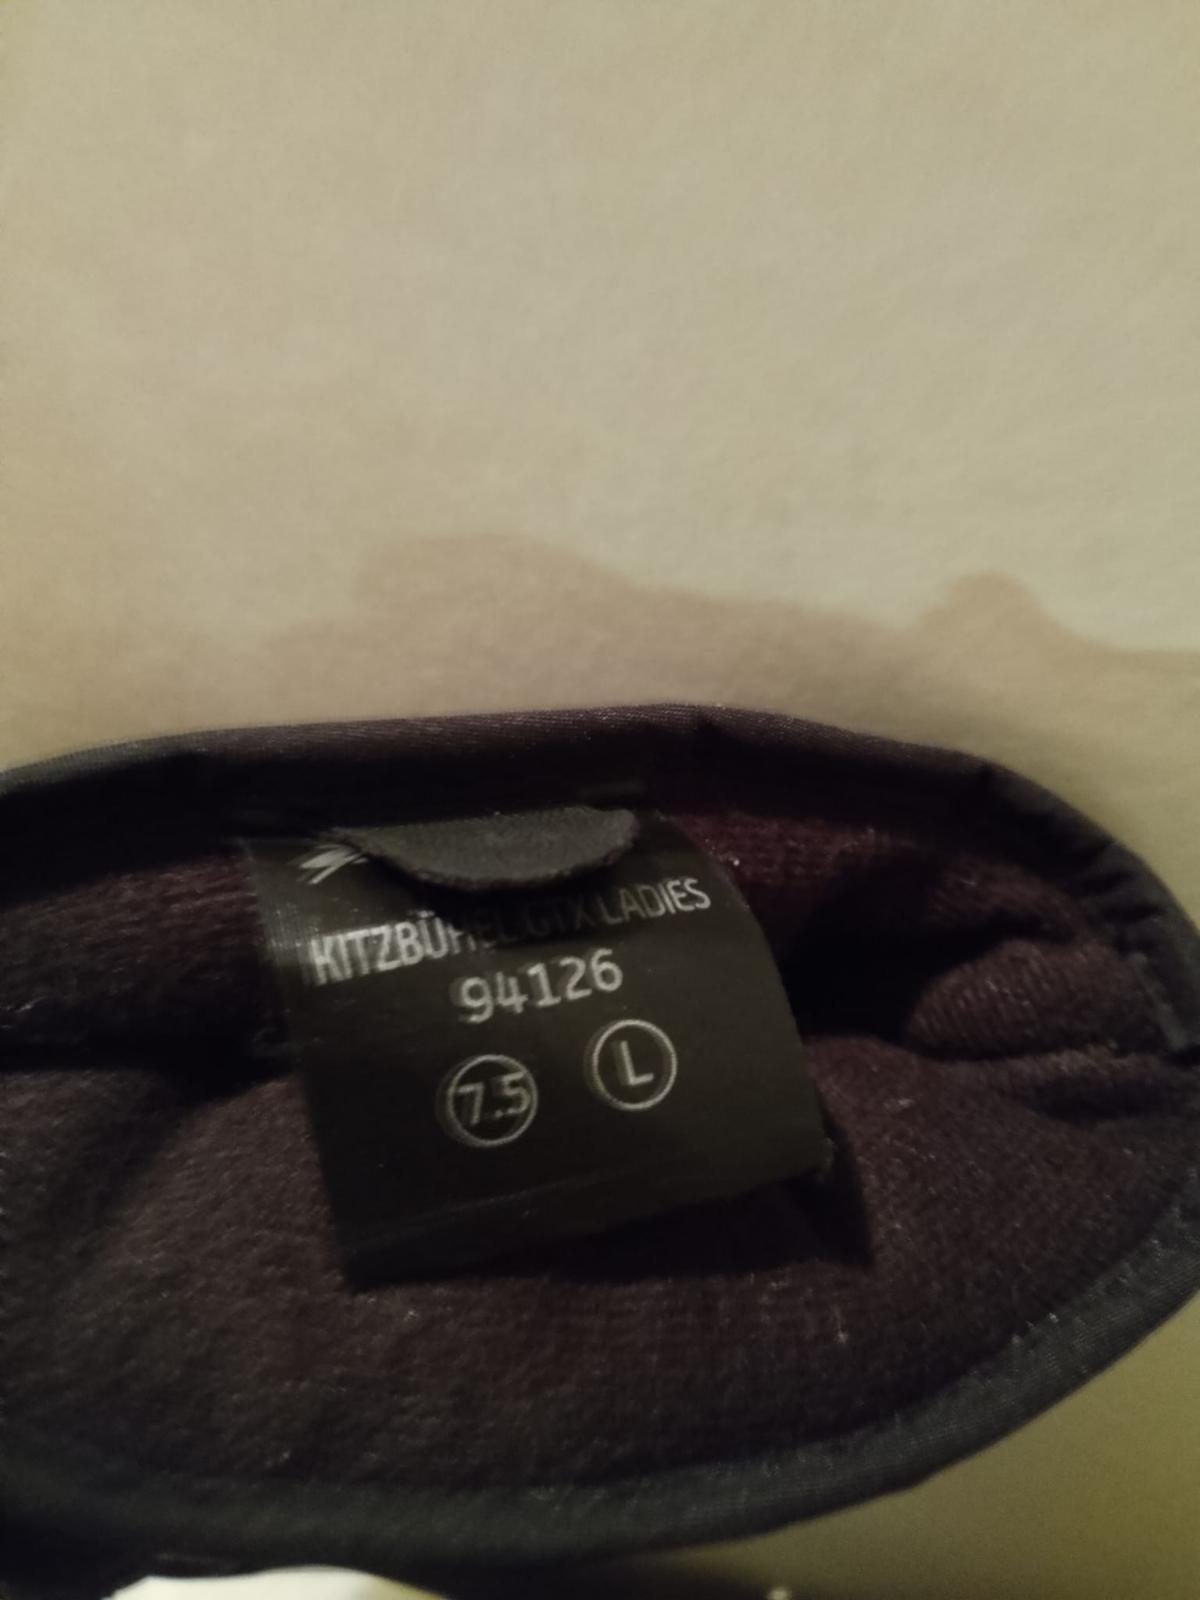 KITZBÜHEL GTX LADIES
94126
7.5 L